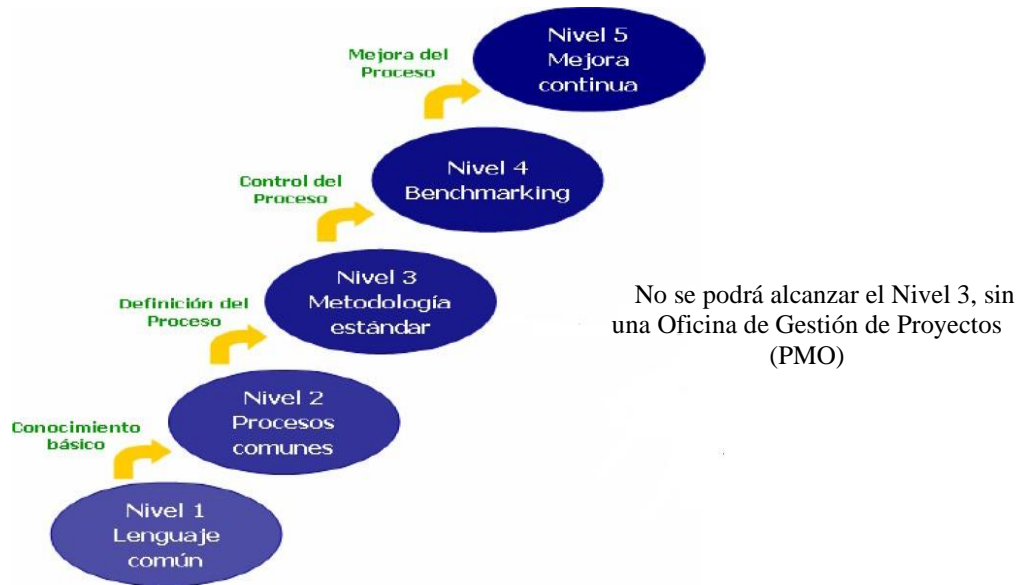 Nivel 5
Mejora
continua
Mejora del
Proceso
Nivel 4
Benchmarking
Control del
Proceso
Nivel 3
Metodología
estándar
Definición del
Proceso
No se podrá alcanzar el Nivel 3, sin
una Oficina de Gestión de Proyectos
(PMO)
Nivel 2
Procesos
comunes
Conocimiento
básico
Nivel 1
Lenguaje
común